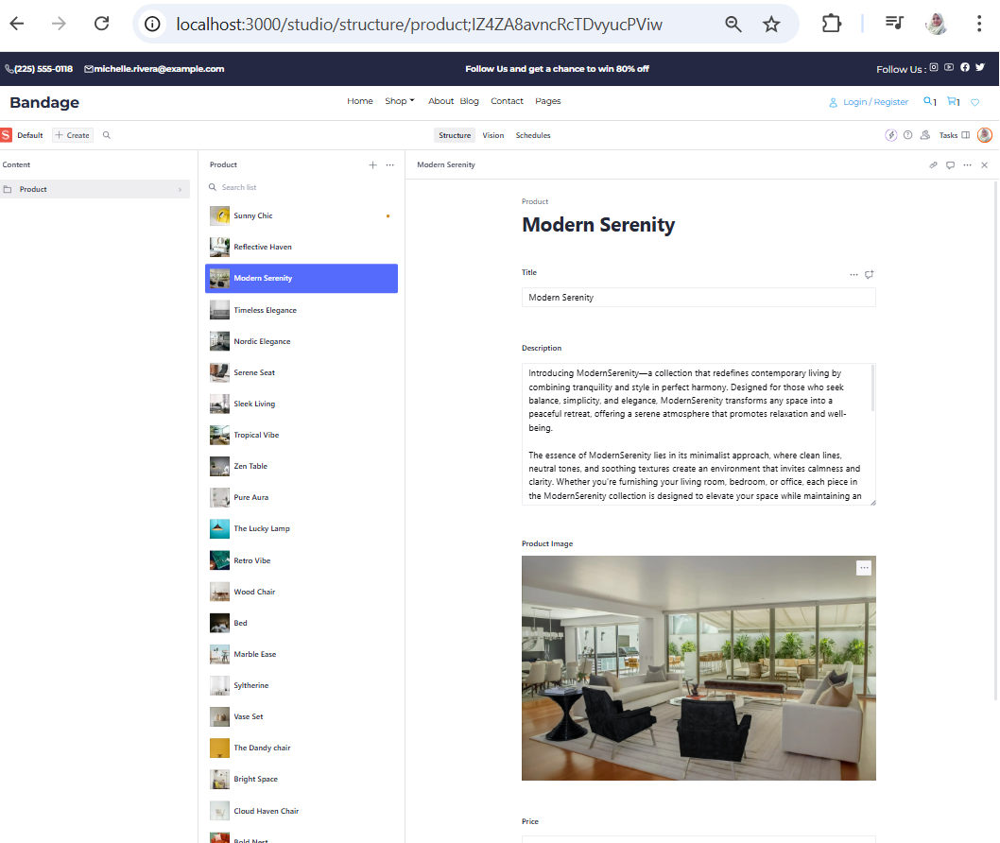 localhost:3000/studio/structure/product;IZ4ZA8avncRcTDvyucPViw
(225) 555-0118 michelle.rivera@example.com Follow Us and get a chance to win 80% off Follow Us :
Bandage Home Shop About Blog Contact Pages Login / Register 1 1
S Default + Create Structure Vision Schedules Tasks
Content
Product
Product
Search list
Sunny Chic
Reflective Haven
Modern Serenity
Timeless Elegance
Nordic Elegance
Serene Seat
Sleek Living
Tropical Vibe
Zen Table
Pure Aura
The Lucky Lamp
Retro Vibe
Wood Chair
Bed
Marble Ease
Syltherine
Vase Set
The Dandy chair
Bright Space
Cloud Haven Chair
Bold Nest
Modern Serenity
Product
Modern Serenity
Title
Modern Serenity
Description
Introducing ModernSerenity—a collection that redefines contemporary living by
combining tranquility and style in perfect harmony. Designed for those who seek
balance, simplicity, and elegance, ModernSerenity transforms any space into a
peaceful retreat, offering a serene atmosphere that promotes relaxation and well-
being.
The essence of ModernSerenity lies in its minimalist approach, where clean lines,
neutral tones, and soothing textures create an environment that invites calmness and
clarity. Whether you're furnishing your living room, bedroom, or office, each piece in
the ModernSerenity collection is designed to elevate your space while maintaining an
Product Image
Price